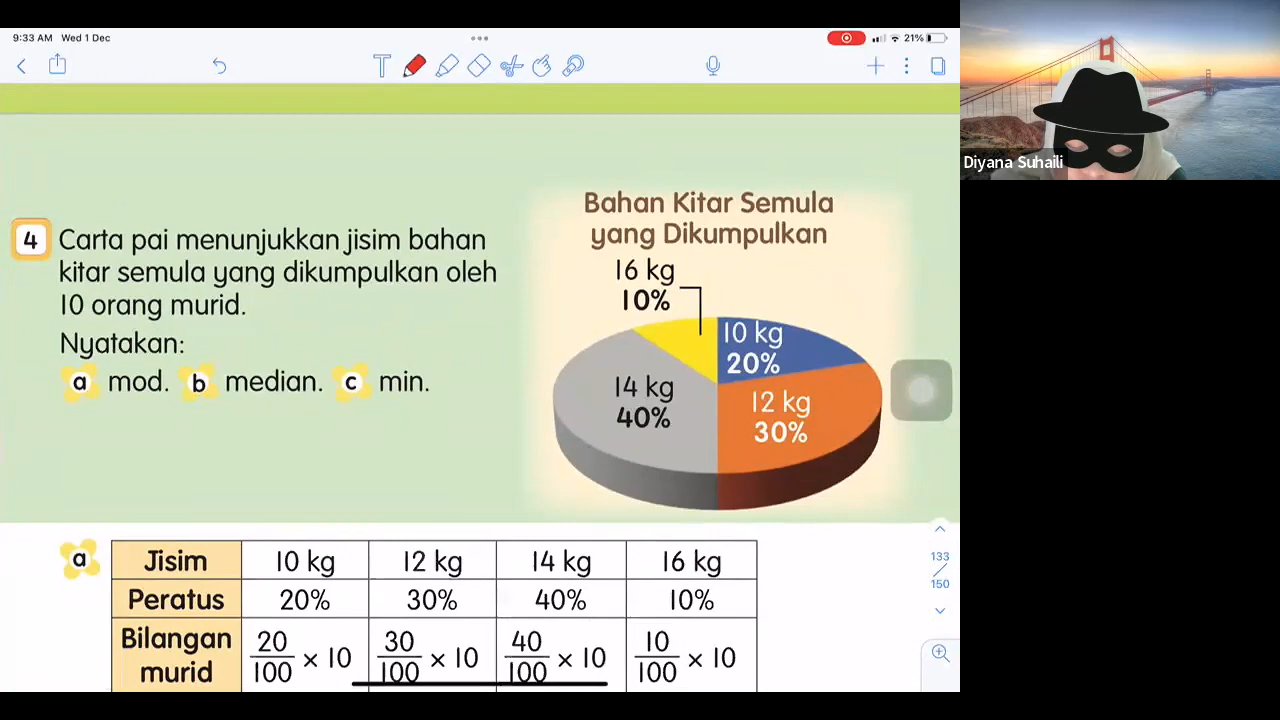 9:33 AM Wed 1 Dec
21%
Diyana Suhaili
4 Carta pai menunjukkan jisim bahan
kitar semula yang dikumpulkan oleh
10 orang murid.
Nyatakan:
a mod. b median. c min.
Bahan Kitar Semula
yang Dikumpulkan
16 kg
10%
10 kg
20%
14 kg
40%
12 kg
30%
a
Jisim 10 kg 12 kg 14 kg 16 kg
Peratus 20% 30% 40% 10%
Bilangan murid 20/100 × 10 30/100 × 10 40/100 × 10 10/100 × 10
133
150